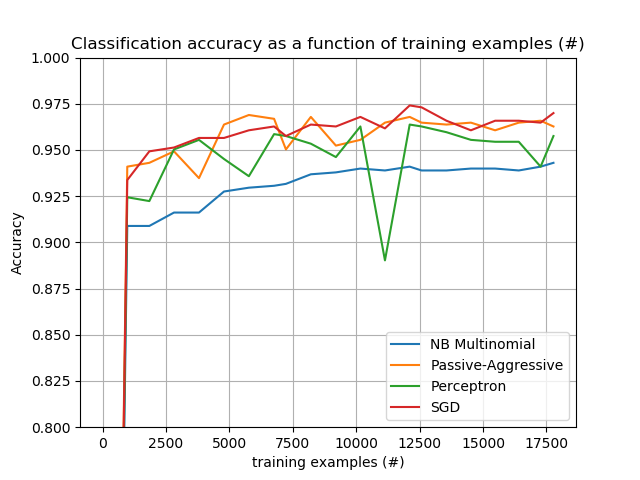 Classification accuracy as a function of training examples (#)
1.000
0.975
0.950
0.925
0.900
0.875
0.850
0.825
0.800
Accuracy
NB Multinomial
Passive-Aggressive
Perceptron
SGD
0 2500 5000 7500 10000 12500 15000 17500
training examples (#)